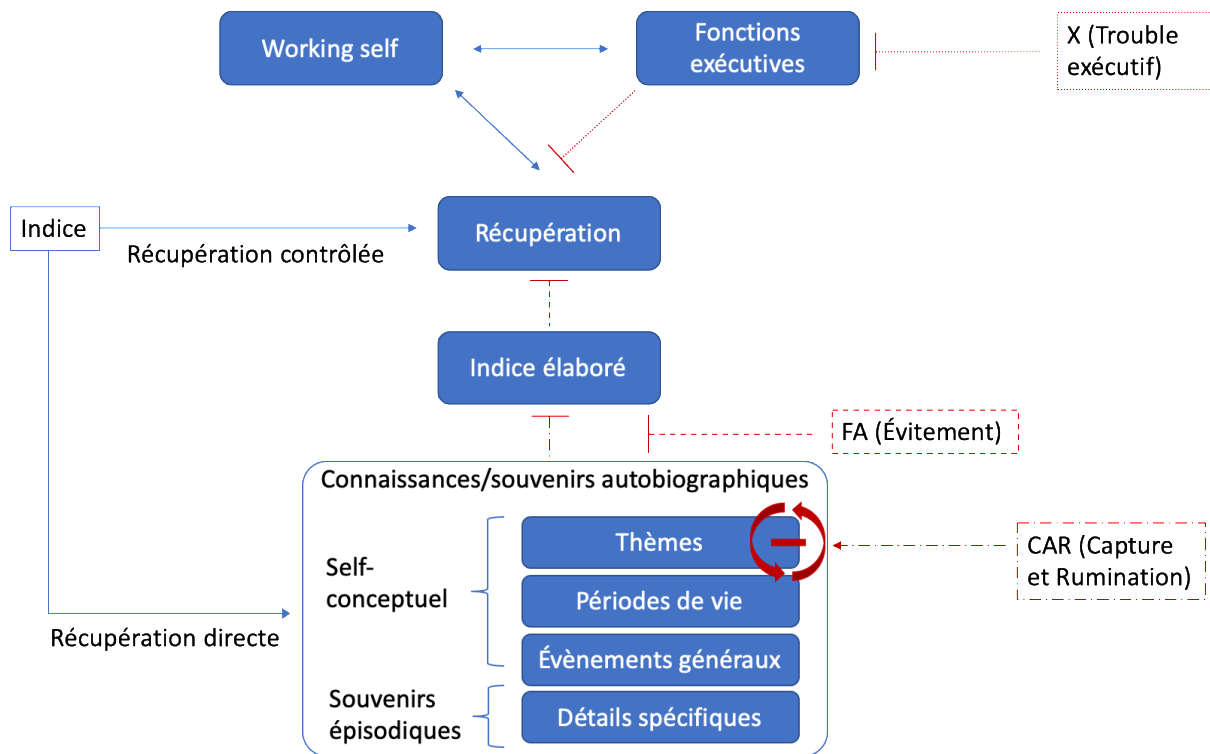 Working self
Fonctions
exécutives
X (Trouble
exécutif)
Indice
Récupération contrôlée
Récupération
Indice élaboré
FA (Évitement)
Connaissances/souvenirs autobiographiques
Thèmes
CAR (Capture
et Rumination)
Self-
conceptuel
Périodes de vie
Récupération directe
Évènements généraux
Souvenirs
épisodiques
Détails spécifiques